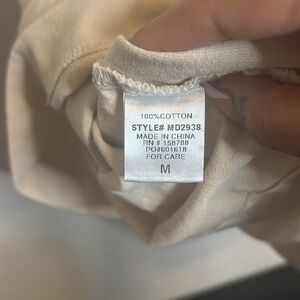 100%COTTON
STYLE# MD2938
MADE IN CHINA
RN # 158788
PO#601618
FOR CARE
M